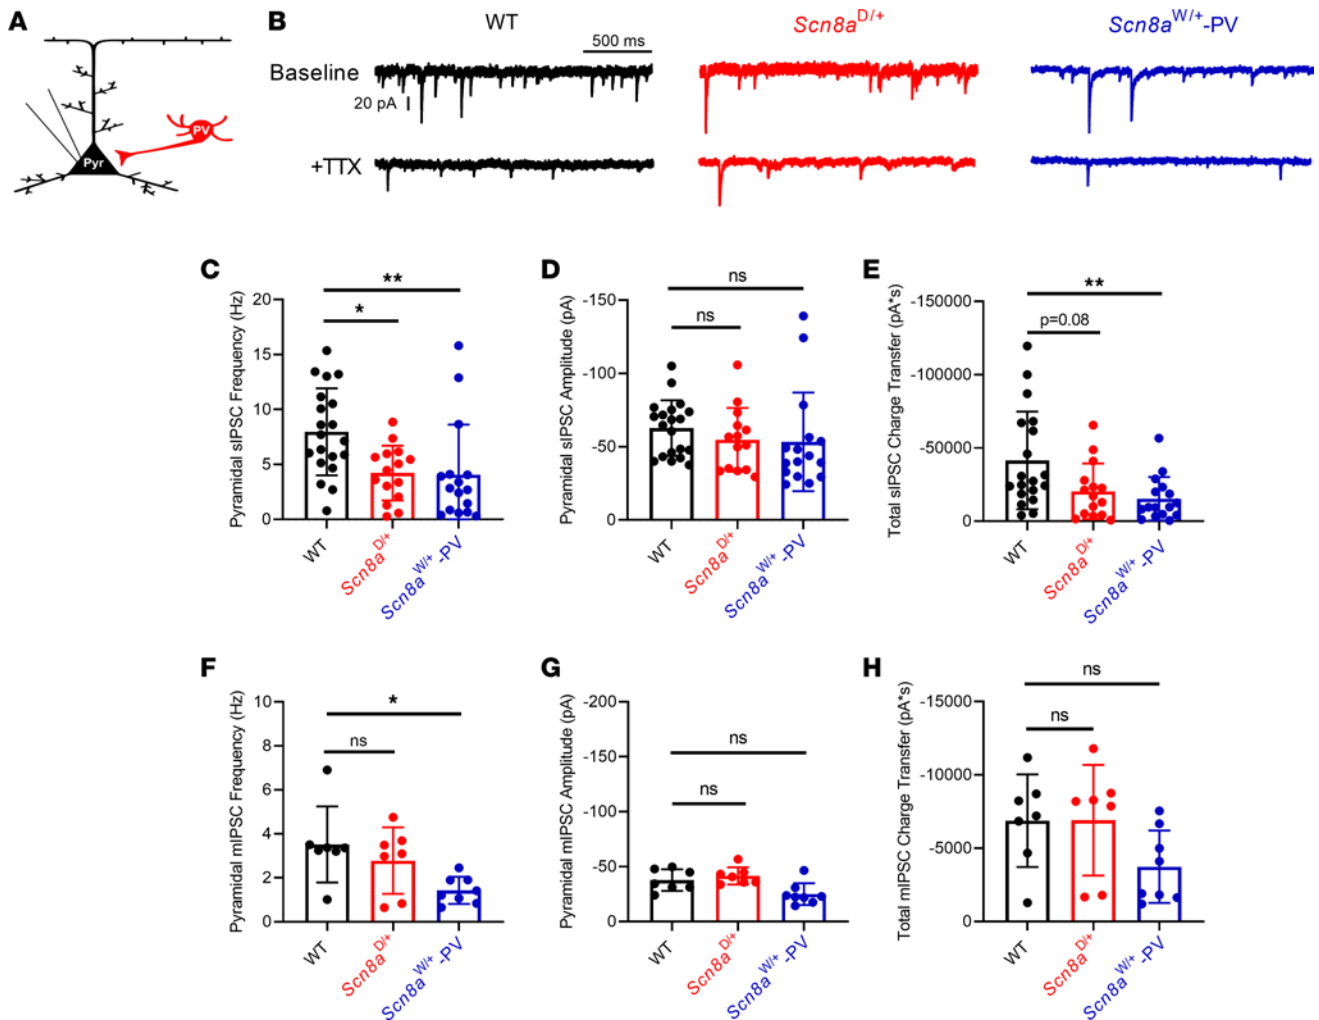 A
PV
Pyr
B
WT
Scn8a^D/+
Scn8a^W/+-PV
500 ms
Baseline
20 pA
+TTX
C
Pyramidal sIPSC Frequency (Hz)
20
15
10
5
0
**
*
WT
Scn8a^D/+
Scn8a^W/+-PV
D
Pyramidal sIPSC Amplitude (pA)
-150
-100
-50
0
ns
ns
WT
Scn8a^D/+
Scn8a^W/+-PV
E
Total sIPSC Charge Transfer (pA*s)
-150000
-100000
-50000
0
**
p=0.08
WT
Scn8a^D/+
Scn8a^W/+-PV
F
Pyramidal mIPSC Frequency (Hz)
10
8
6
4
2
0
*
ns
WT
Scn8a^D/+
Scn8a^W/+-PV
G
Pyramidal mIPSC Amplitude (pA)
-200
-150
-100
-50
0
ns
ns
WT
Scn8a^D/+
Scn8a^W/+-PV
H
Total mIPSC Charge Transfer (pA*s)
-15000
-10000
-5000
0
ns
ns
WT
Scn8a^D/+
Scn8a^W/+-PV